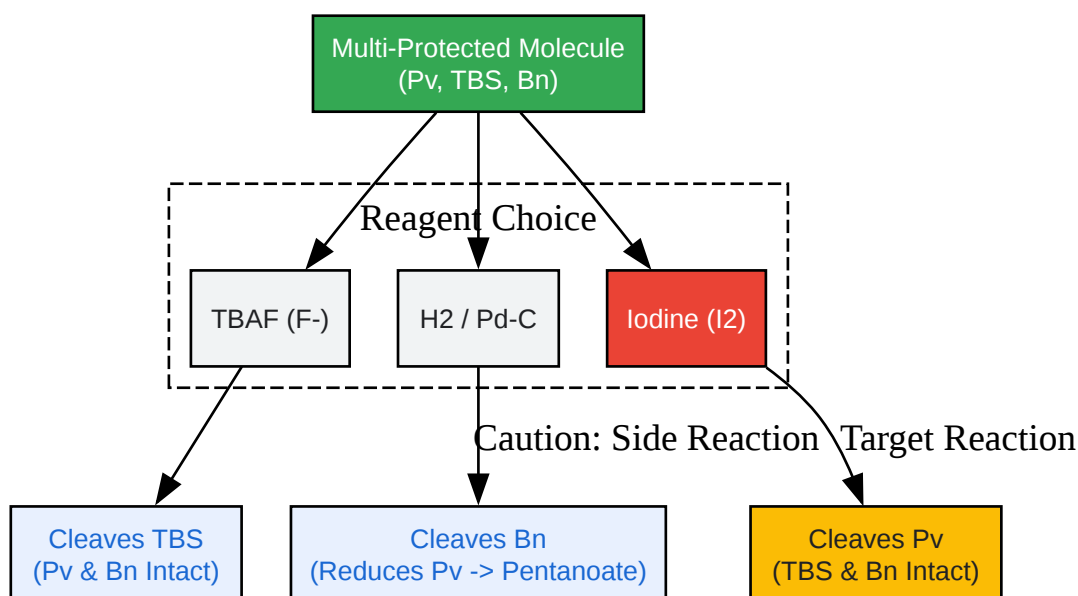 Multi-Protected Molecule
(Pv, TBS, Bn)
Reagent Choice
TBAF (F-)
H2 / Pd-C
Iodine (I2)
Caution: Side Reaction
Target Reaction
Cleaves TBS
(Pv & Bn Intact)
Cleaves Bn
(Reduces Pv -> Pentanoate)
Cleaves Pv
(TBS & Bn Intact)